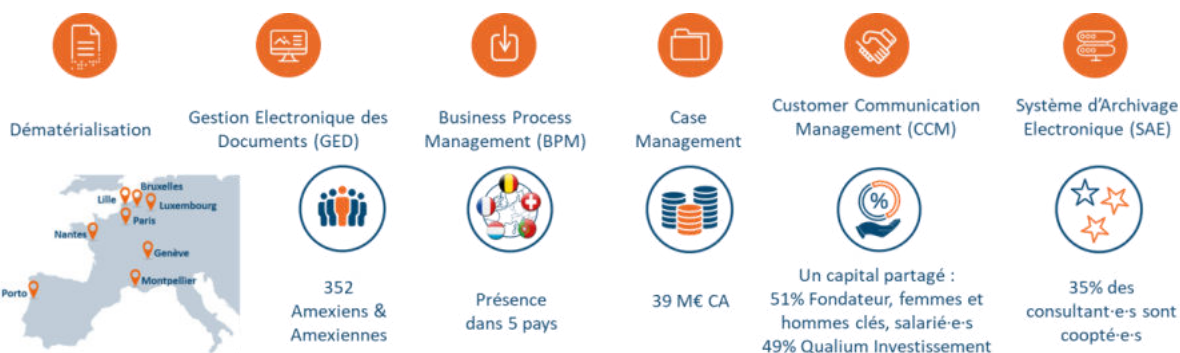 Dématérialisation
Gestion Electronique des
Documents (GED)
Business Process
Management (BPM)
Case
Management
Customer Communication
Management (CCM)
Système d'Archivage
Electronique (SAE)
Bruxelles
Lille
Luxembourg
Paris
Nantes
Genève
Montpellier
Porto
352
Amexiens &
Amexiennes
Présence
dans 5 pays
39 M€ CA
%
Un capital partagé :
51% Fondateur, femmes et
hommes clés, salarié·e·s
49% Qualium Investissement
35% des
consultant·e·s sont
coopté·e·s